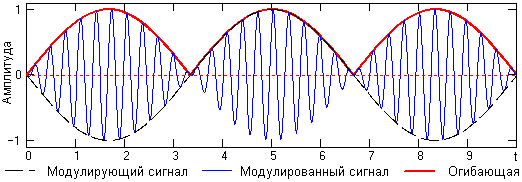 1
0
−1
Амплитуда
0 1 2 3 4 5 6 7 8 9 t
Модулирующий сигнал Модулированный сигнал Огибающая